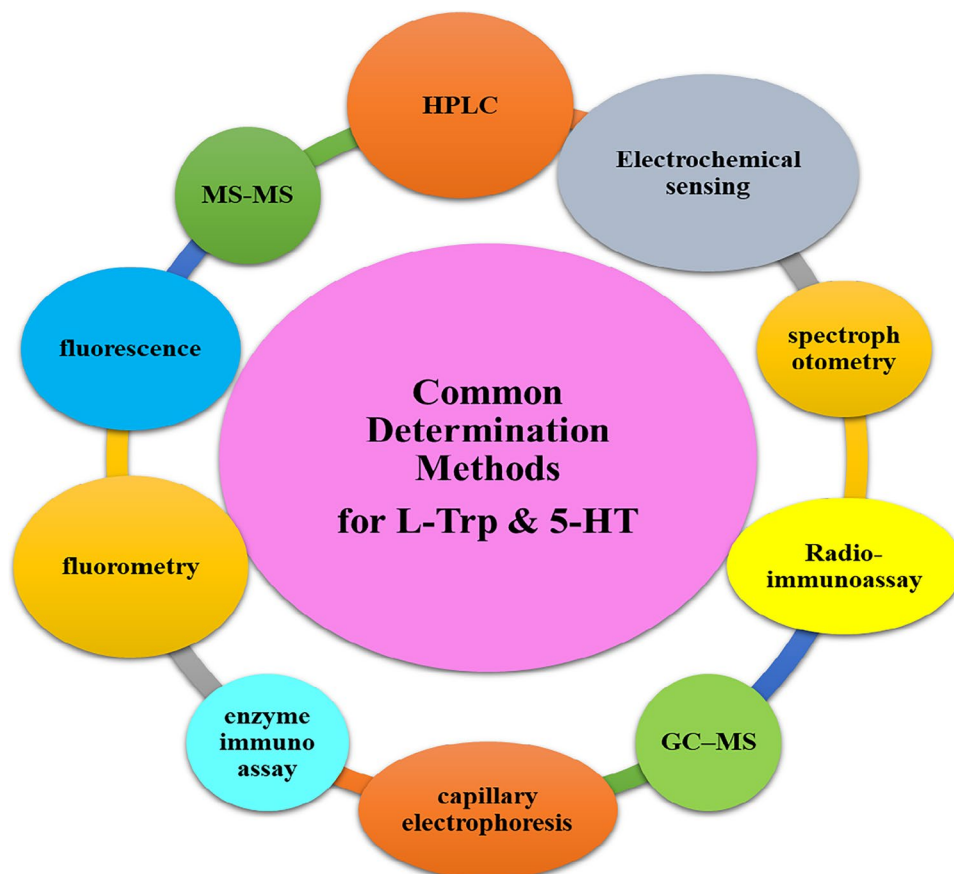 HPLC
Electrochemical
sensing
MS-MS
spectroph
otometry
fluorescence
Common
Determination
Methods
for L-Trp & 5-HT
Radio-
immunoassay
fluorometry
enzyme
immuno
assay
GC–MS
capillary
electrophoresis